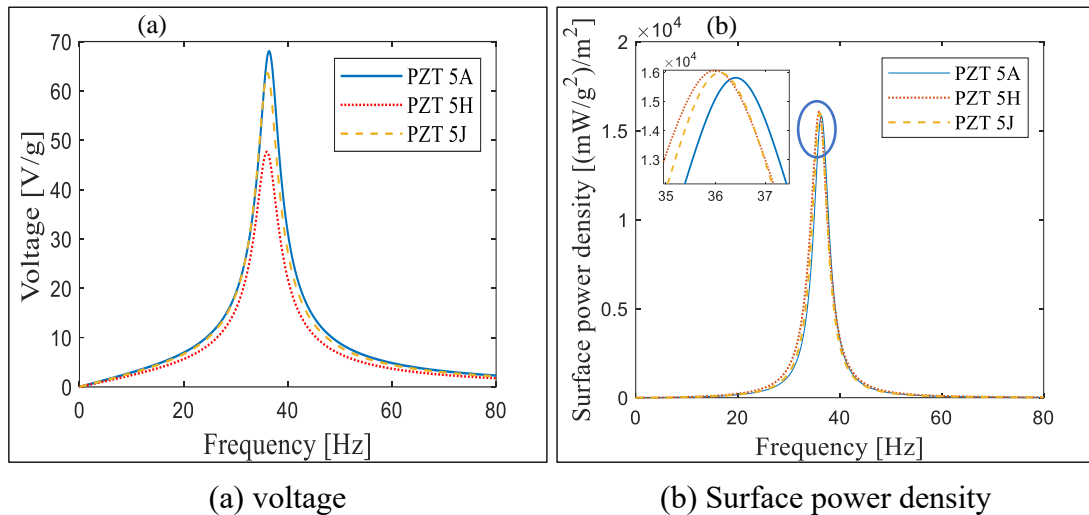 (a)
Voltage [V/g]
70
60
50
40
30
20
10
0
PZT 5A
PZT 5H
PZT 5J
0 20 40 60 80
Frequency [Hz]
(b)
×10⁴
Surface power density [(mW/g²)/m²]
2
1.5
1
0.5
0
×10⁴
1.6
1.5
1.4
1.3
35 36 37
PZT 5A
PZT 5H
PZT 5J
0 20 40 60 80
Frequency [Hz]
(a) voltage
(b) Surface power density